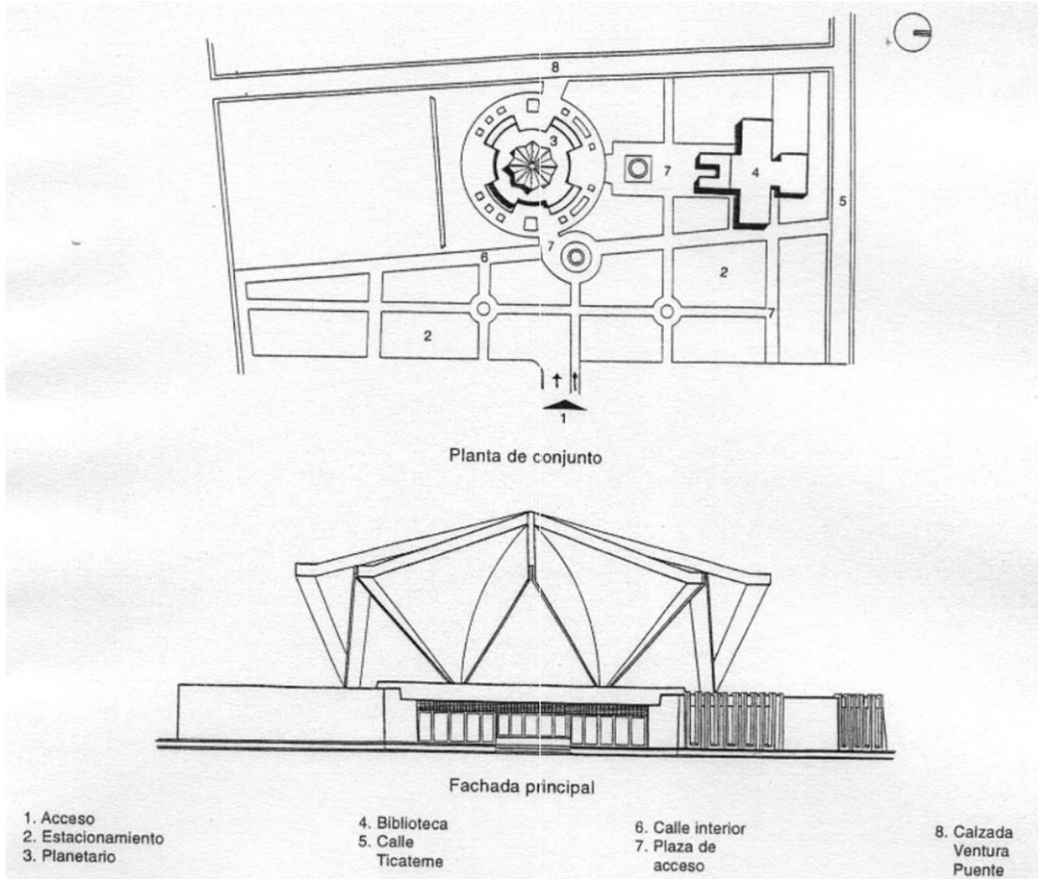 8
3
7
4
5
7
6
2
2
7
1
Planta de conjunto
Fachada principal
1. Acceso
2. Estacionamiento
3. Planetario
4. Biblioteca
5. Calle
Ticateme
6. Calle interior
7. Plaza de
acceso
8. Calzada
Ventura
Puente